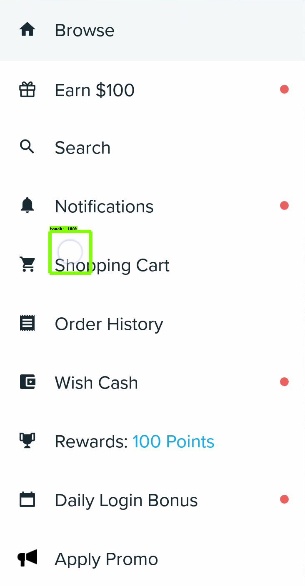 Browse
Earn $100
Search
Notifications
Shopping Cart
Order History
Wish Cash
Rewards: 100 Points
Daily Login Bonus
Apply Promo